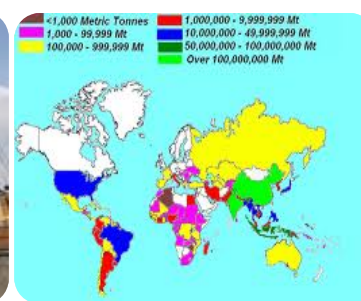 <1,000 Metric Tonnes
1,000 - 99,999 Mt
100,000 - 999,999 Mt
1,000,000 - 9,999,999 Mt
10,000,000 - 49,999,999 Mt
50,000,000 - 100,000,000 Mt
Over 100,000,000 Mt